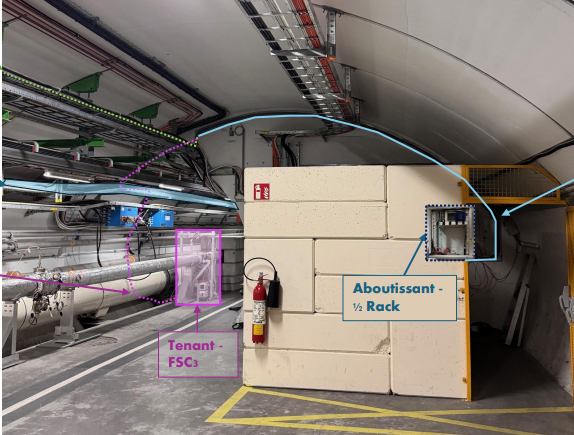 Aboutissant -
½ Rack
Tenant -
FSC3